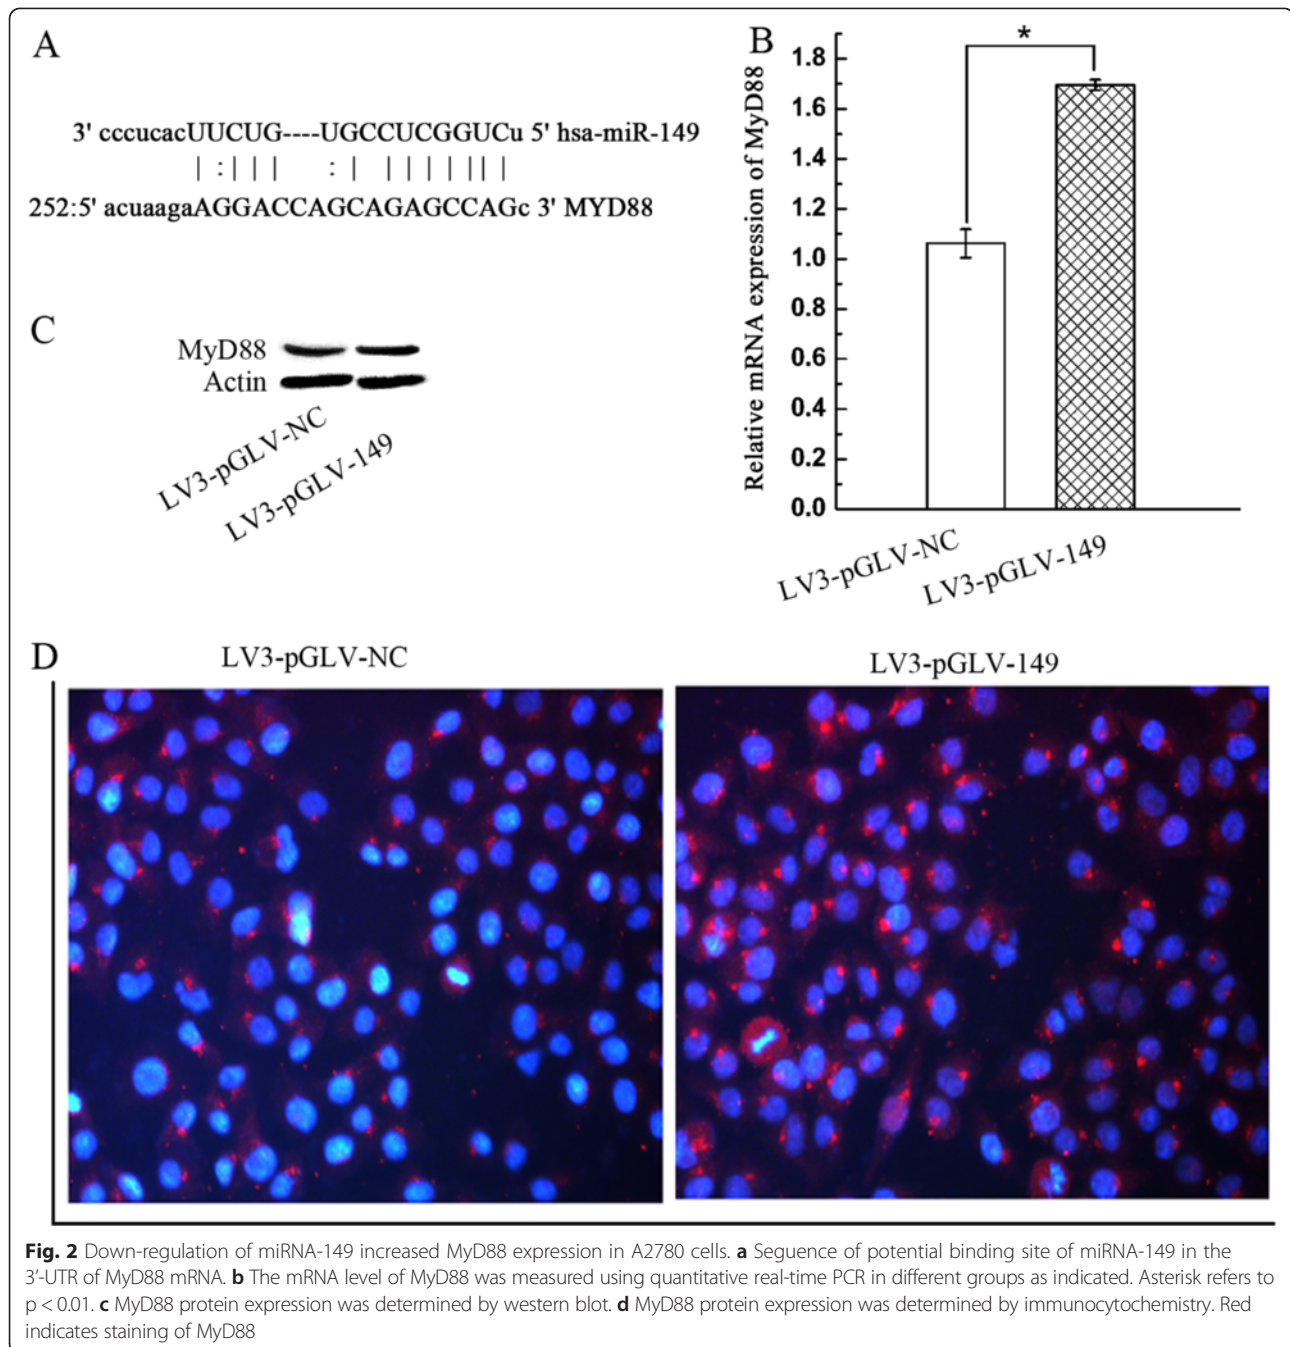 A
3' cccucacUUCUG----UGCCUCGGUCu 5' hsa-miR-149
| : | | |     : |   | | | | | | |
252:5' acuaagaAGGACCAGCAGAGCCAGc 3' MYD88
B
Relative mRNA expression of MyD88
1.8
1.6
1.4
1.2
1.0
0.8
0.6
0.4
0.2
0.0
*
LV3-pGLV-NC
LV3-pGLV-149
C
MyD88
Actin
LV3-pGLV-NC
LV3-pGLV-149
D
LV3-pGLV-NC
LV3-pGLV-149
Fig. 2 Down-regulation of miRNA-149 increased MyD88 expression in A2780 cells. a Sequence of potential binding site of miRNA-149 in the
3’-UTR of MyD88 mRNA. b The mRNA level of MyD88 was measured using quantitative real-time PCR in different groups as indicated. Asterisk refers to
p < 0.01. c MyD88 protein expression was determined by western blot. d MyD88 protein expression was determined by immunocytochemistry. Red
indicates staining of MyD88